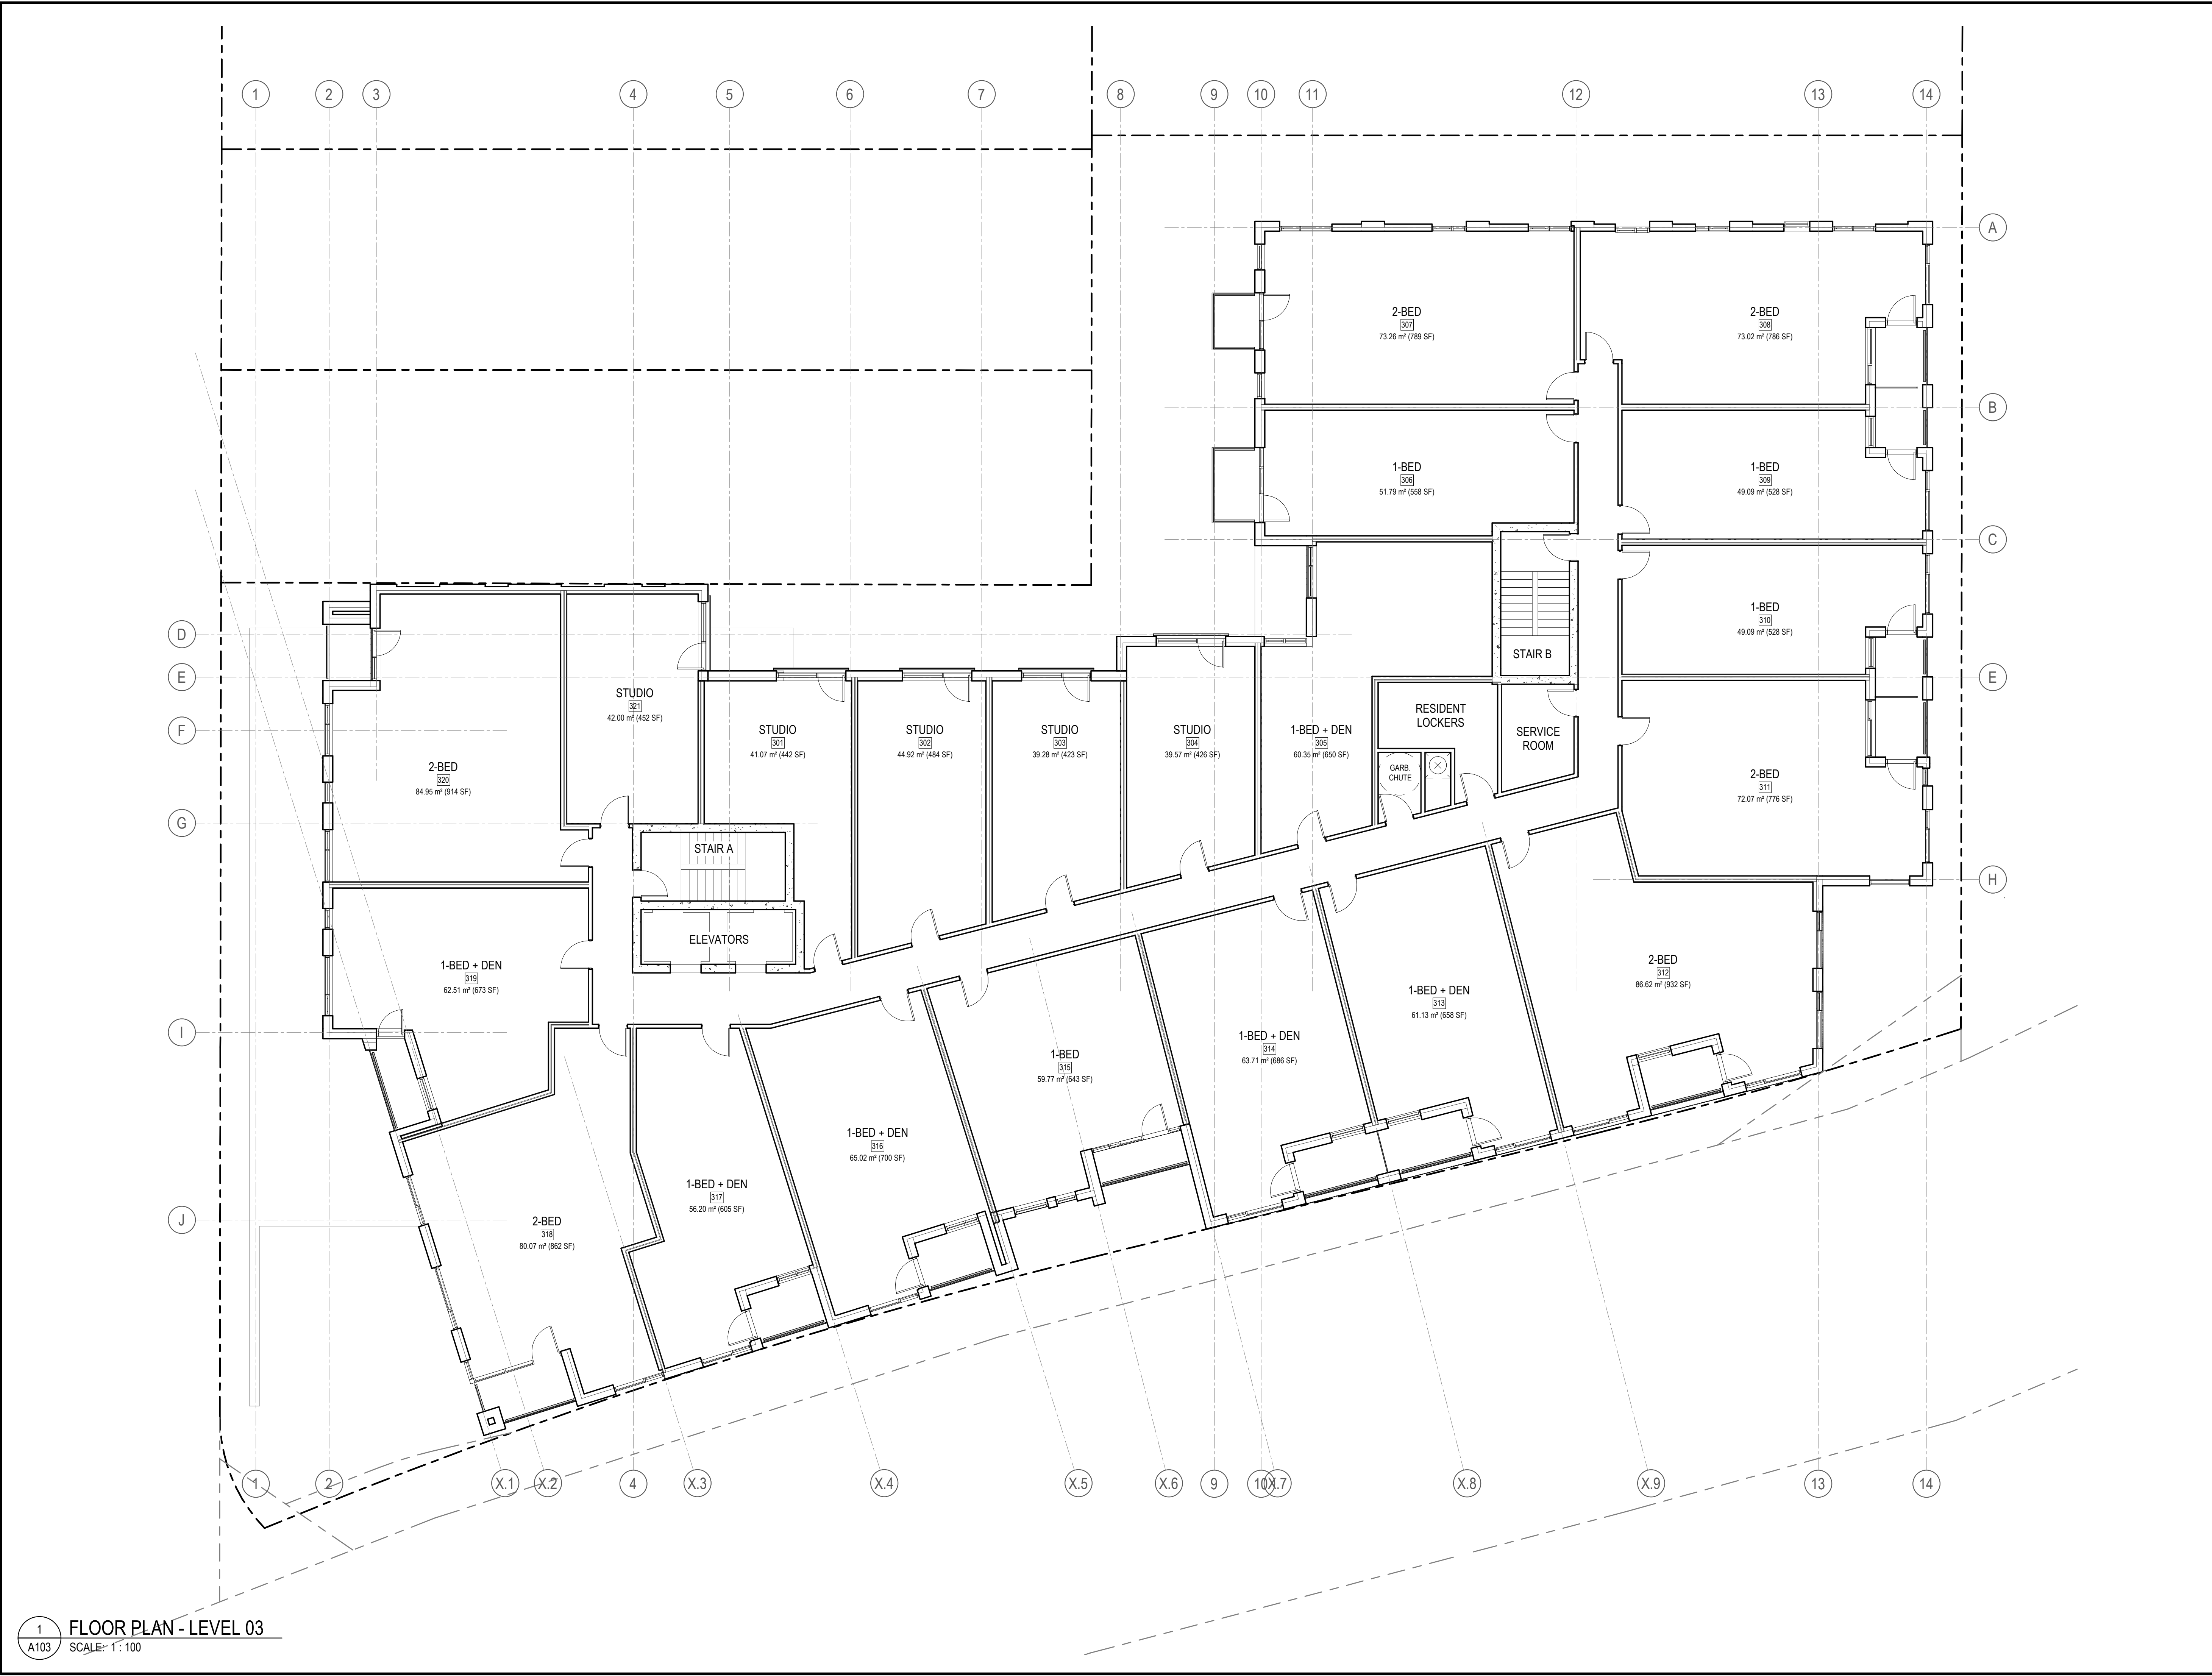 1 2 3 4 5 6 7 8 9 10 11 12 13 14
A
2-BED
307
73.26 m² (789 SF)
2-BED
308
73.02 m² (786 SF)
B
1-BED
306
51.79 m² (558 SF)
1-BED
309
49.09 m² (528 SF)
C
1-BED
310
49.09 m² (528 SF)
D
STAIR B
E
E
STUDIO
321
42.00 m² (452 SF)
RESIDENT
LOCKERS
F
STUDIO
301
41.07 m² (442 SF)
STUDIO
302
44.92 m² (484 SF)
STUDIO
303
39.28 m² (423 SF)
STUDIO
304
39.57 m² (426 SF)
1-BED + DEN
305
60.35 m² (650 SF)
SERVICE
ROOM
2-BED
320
84.95 m² (914 SF)
GARB.
CHUTE
2-BED
311
72.07 m² (776 SF)
G
STAIR A
H
ELEVATORS
1-BED + DEN
319
62.51 m² (673 SF)
2-BED
312
86.62 m² (932 SF)
1-BED + DEN
313
61.13 m² (658 SF)
I
1-BED + DEN
314
63.71 m² (686 SF)
1-BED
315
59.77 m² (643 SF)
1-BED + DEN
316
65.02 m² (700 SF)
1-BED + DEN
317
56.20 m² (605 SF)
J
2-BED
318
80.07 m² (862 SF)
1 2 X.1 X.2 4 X.3 X.4 X.5 X.6 9 10 X.7 X.8 X.9 13 14
1
A103
FLOOR PLAN - LEVEL 03
SCALE: 1 : 100